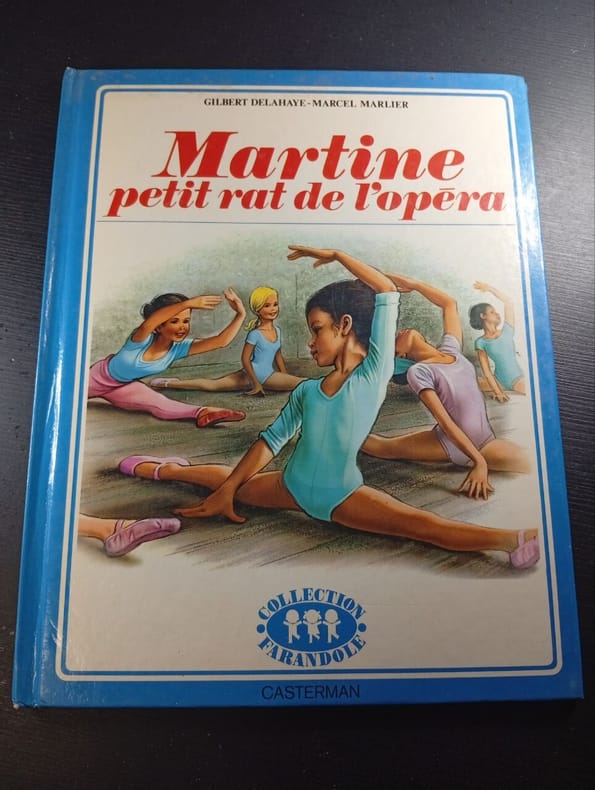 GILBERT DELAHAYE - MARCEL MARLIER
Martine
petit rat de l'opéra
COLLECTION
FARANDOLE
CASTERMAN